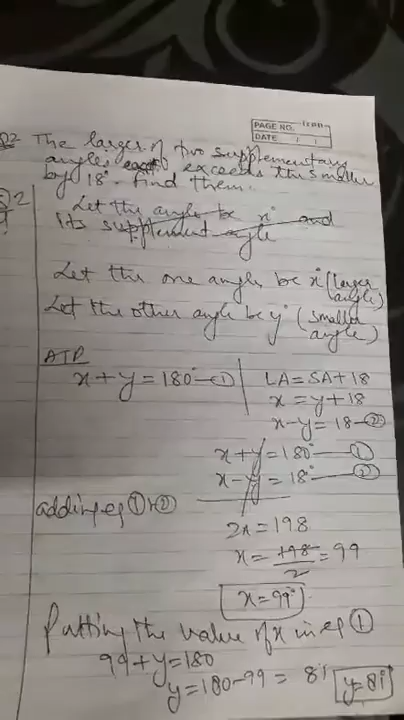 PAGE NO.
DATE / /
Q2 The larger of two supplementary
angles exceeds the smaller
by 18°. Find them.
Q2
Let the angle be x° and
its supplement angle
Let the one angle be x° (larger
angle)
Let the other angle be y° (smaller
angle)
ATP
x+y=180° —①
LA=SA+18
x=y+18
x-y=18 —②
x+y=180° —①
x-y=18° —②
adding eq ① & ②
2x=198
x=198/2=99
x=99°
Putting the value of x in eq ①
99+y=180
y=180-99=81 y=81°